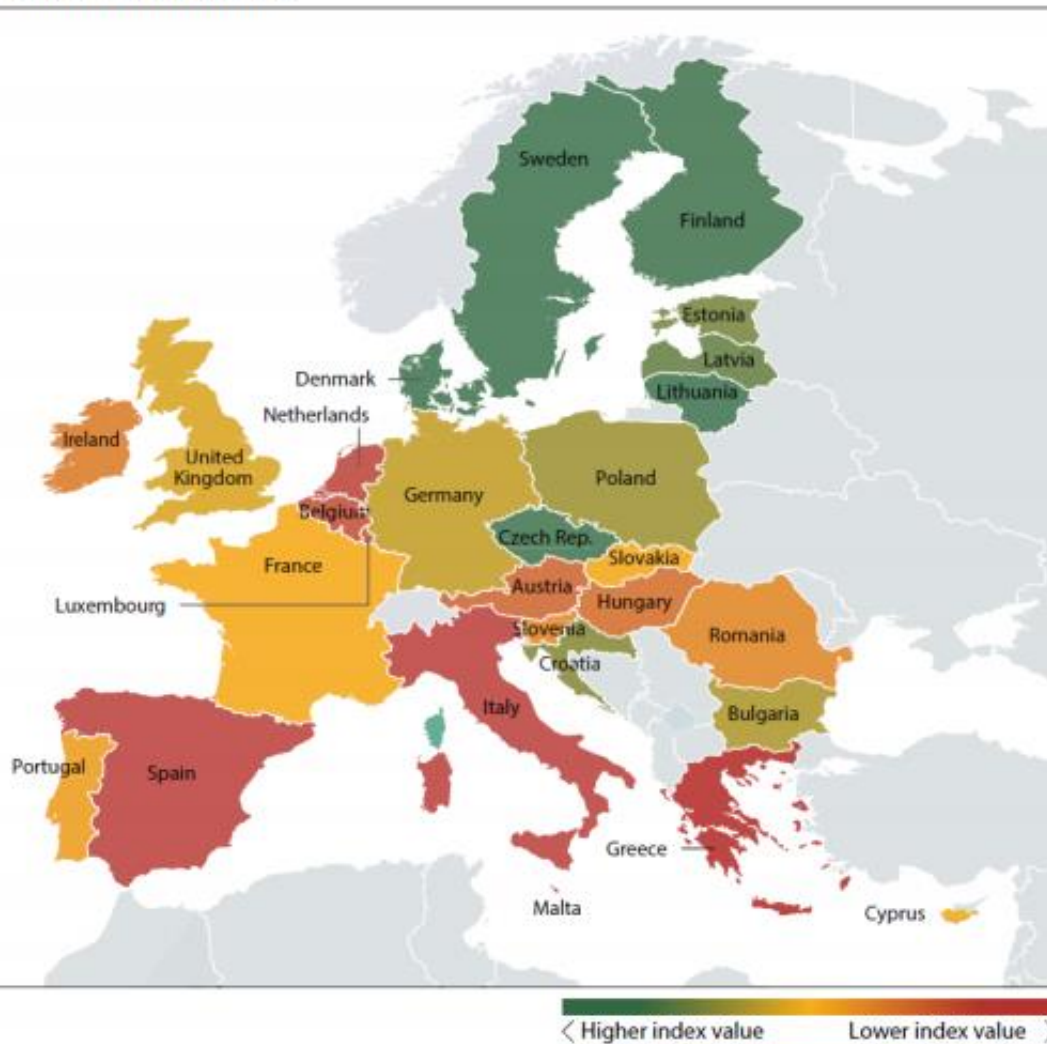 Sweden
Finland
Estonia
Latvia
Lithuania
Denmark
Netherlands
Ireland
United
Kingdom
Germany
Poland
Belgium
Czech Rep.
France
Slovakia
Austria
Hungary
Luxembourg
Slovenia
Romania
Croatia
Italy
Bulgaria
Portugal
Spain
Greece
Malta
Cyprus
< Higher index value
Lower index value >